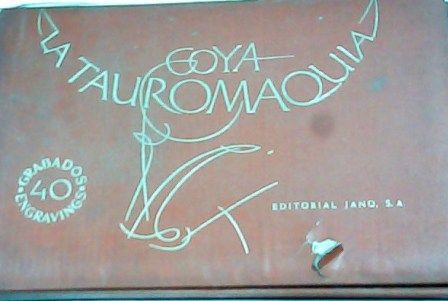 GOYA
LA TAUROMAQUIA
GRABADOS
40
ENGRAVINGS
EDITORIAL JANO, S.A.